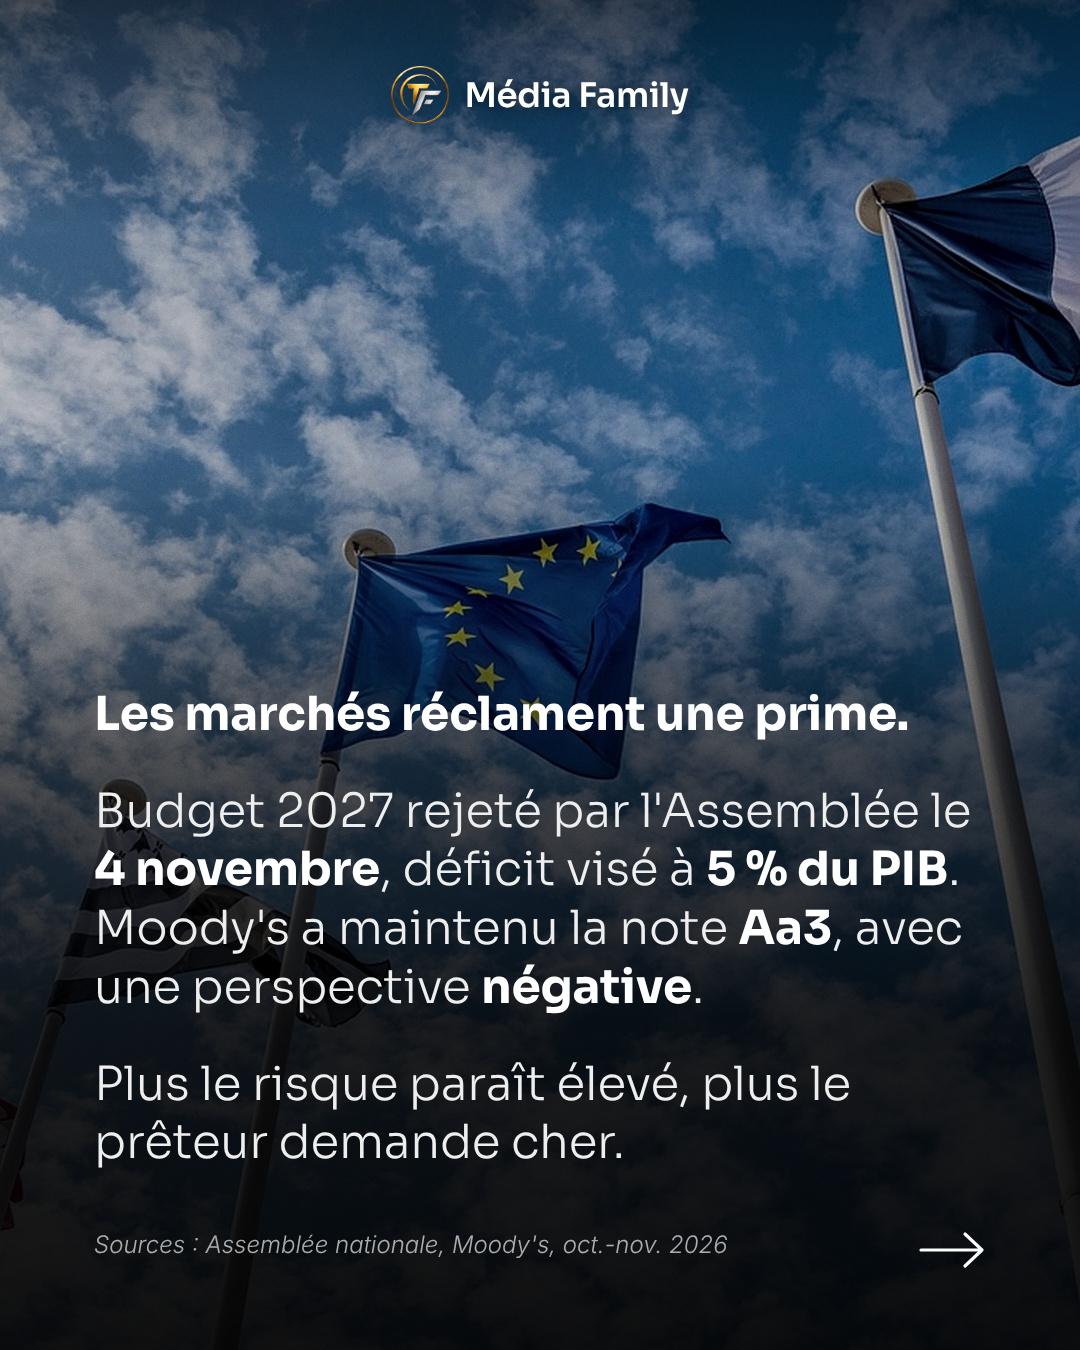 Média Family
Les marchés réclament une prime.
Budget 2027 rejeté par l'Assemblée le
4 novembre, déficit visé à 5 % du PIB.
Moody's a maintenu la note Aa3, avec
une perspective négative.
Plus le risque paraît élevé, plus le
prêteur demande cher.
Sources : Assemblée nationale, Moody's, oct.-nov. 2026